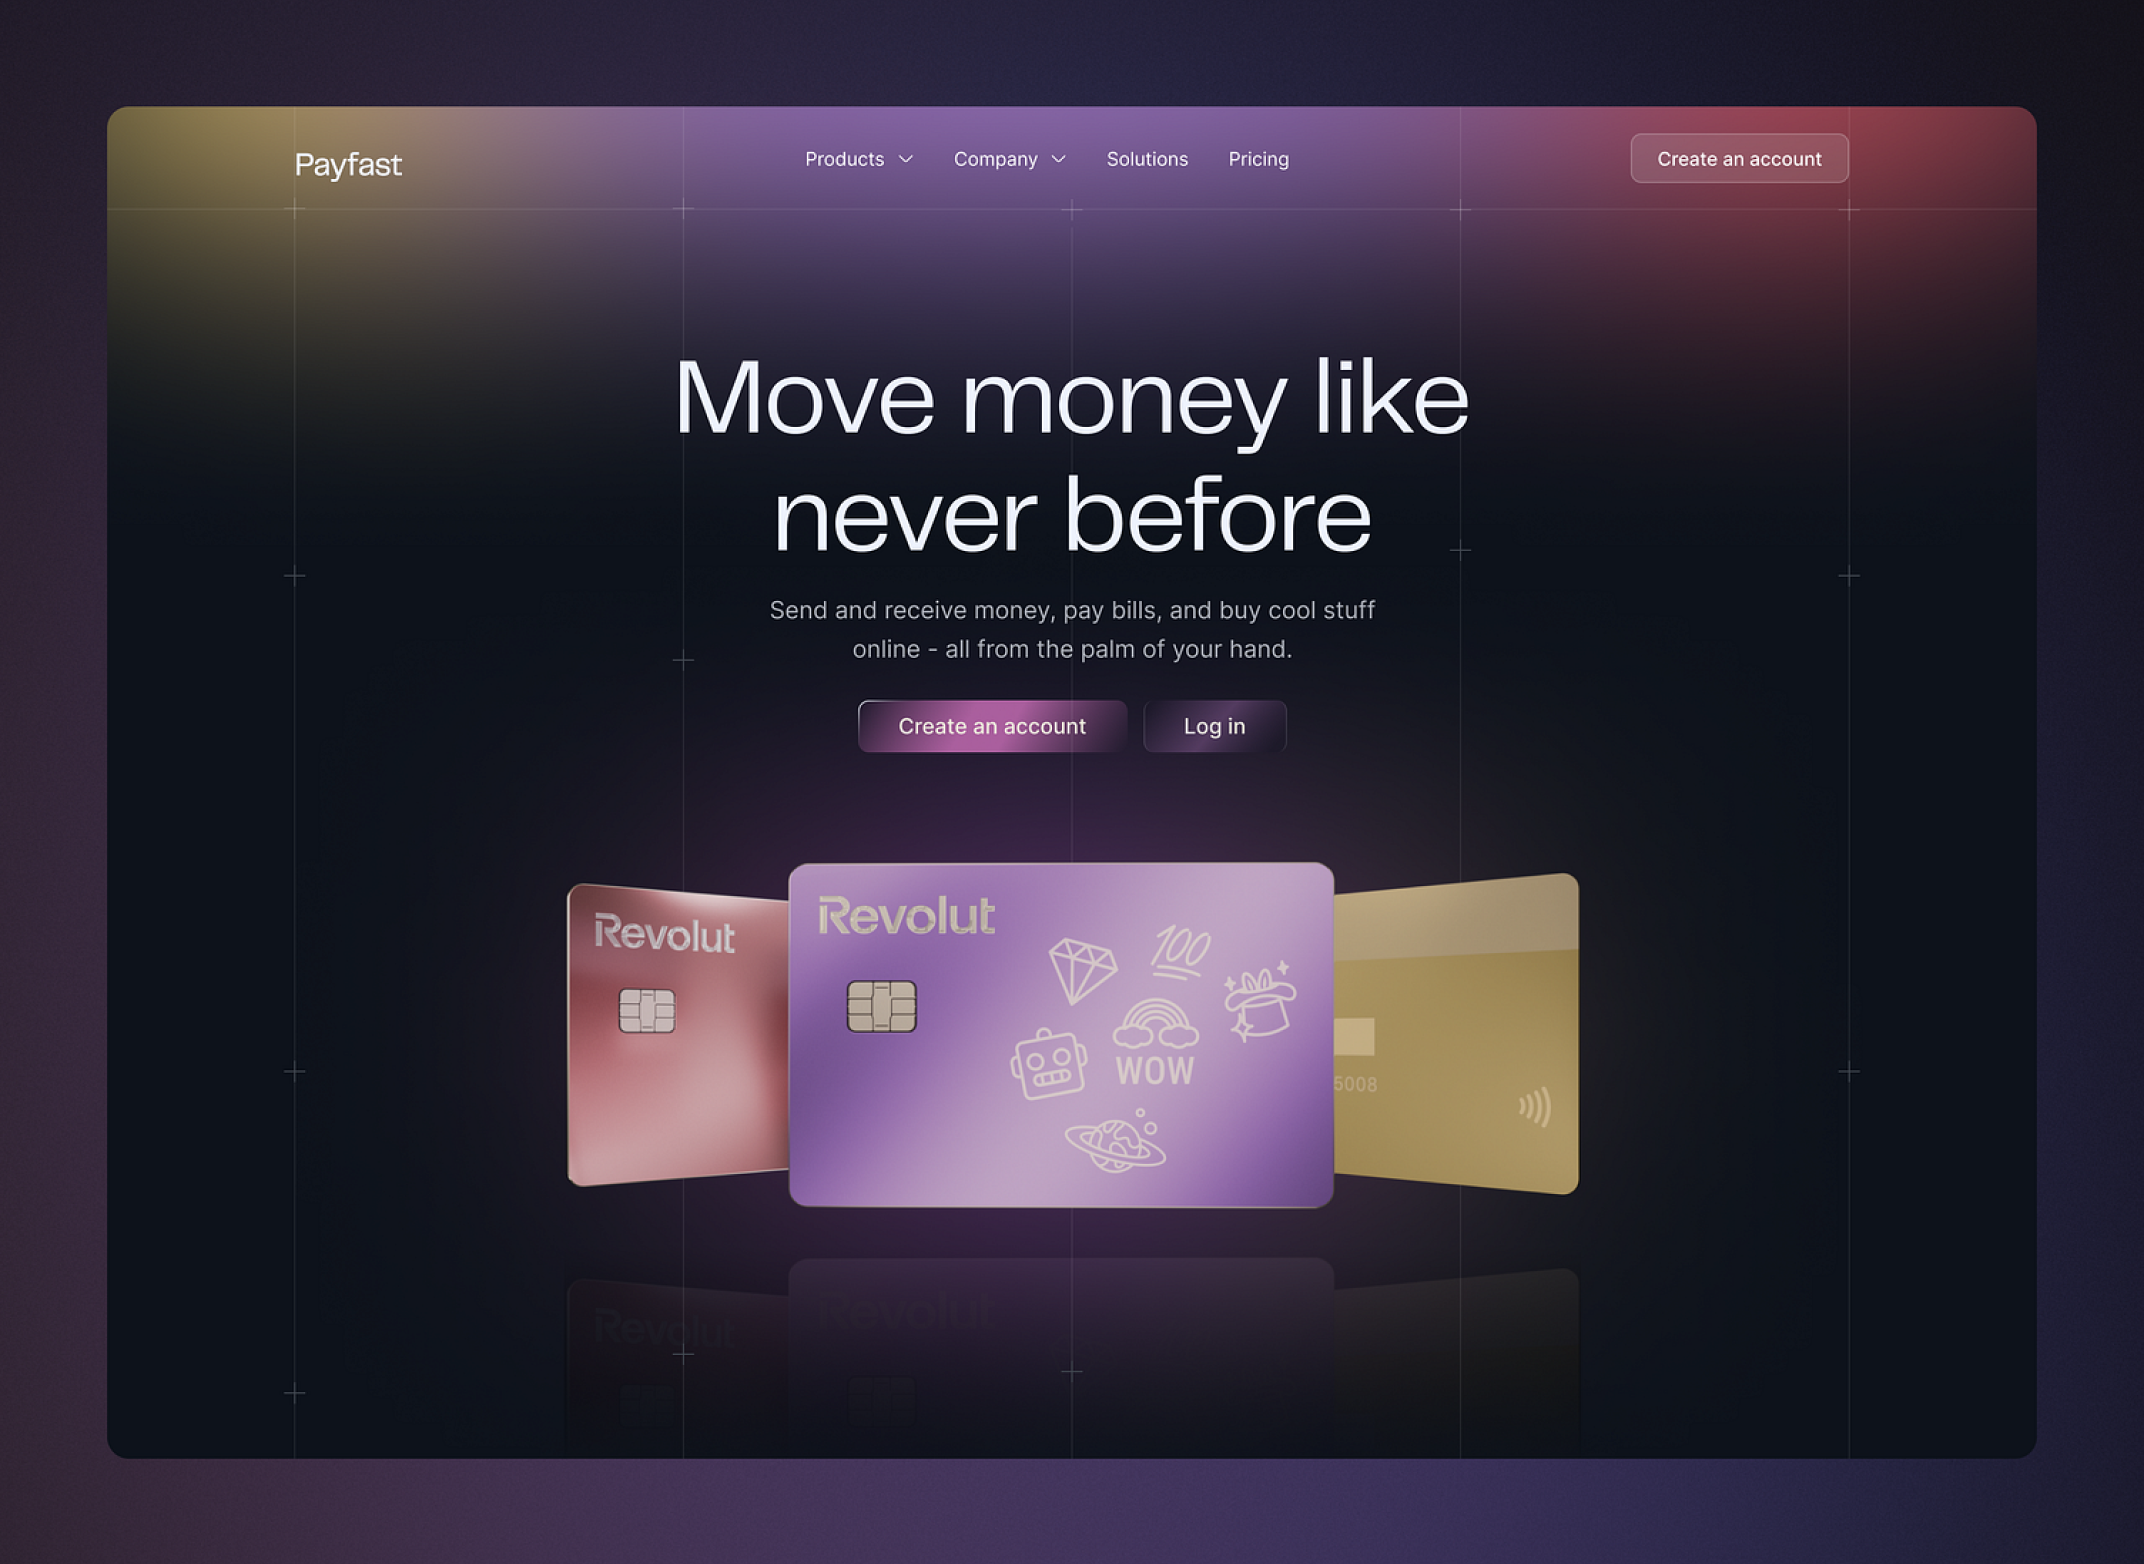 Payfast
Products
Company
Solutions
Pricing
Create an account
Move money like
never before
Send and receive money, pay bills, and buy cool stuff
online - all from the palm of your hand.
Create an account
Log in
Revolut
Revolut
100
WOW
5008
Revolut
Revolut